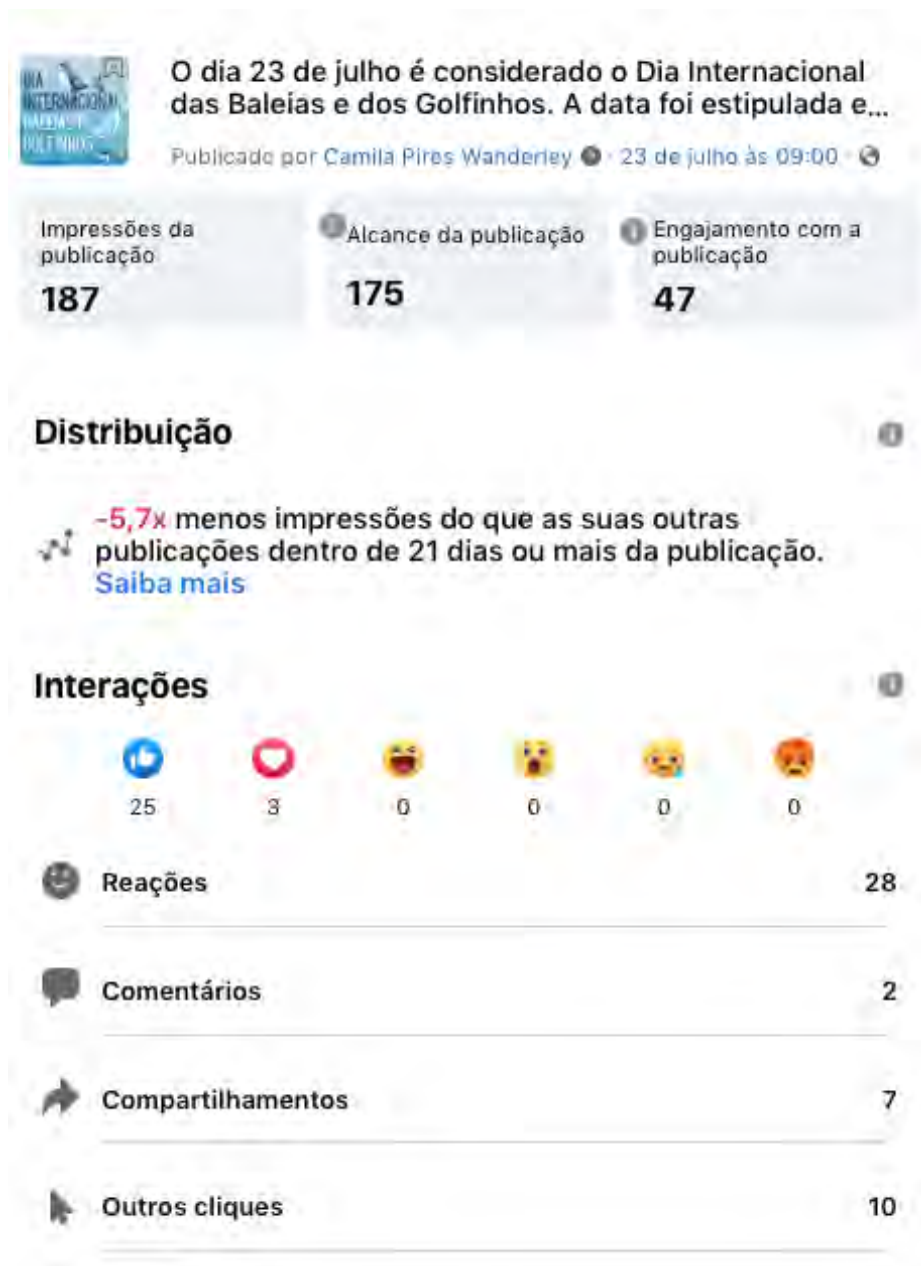 DIA
INTERNACIONAL
GOLFINHOS
O dia 23 de julho é considerado o Dia Internacional
das Baleias e dos Golfinhos. A data foi estipulada e...
Publicado por Camila Pires Wanderley · 23 de julho às 09:00 ·
Impressões da
publicação
187
Alcance da publicação
175
Engajamento com a
publicação
47
Distribuição
-5,7x menos impressões do que as suas outras
publicações dentro de 21 dias ou mais da publicação.
Saiba mais
Interações
25 3 0 0 0 0
Reações 28
Comentários 2
Compartilhamentos 7
Outros cliques 10